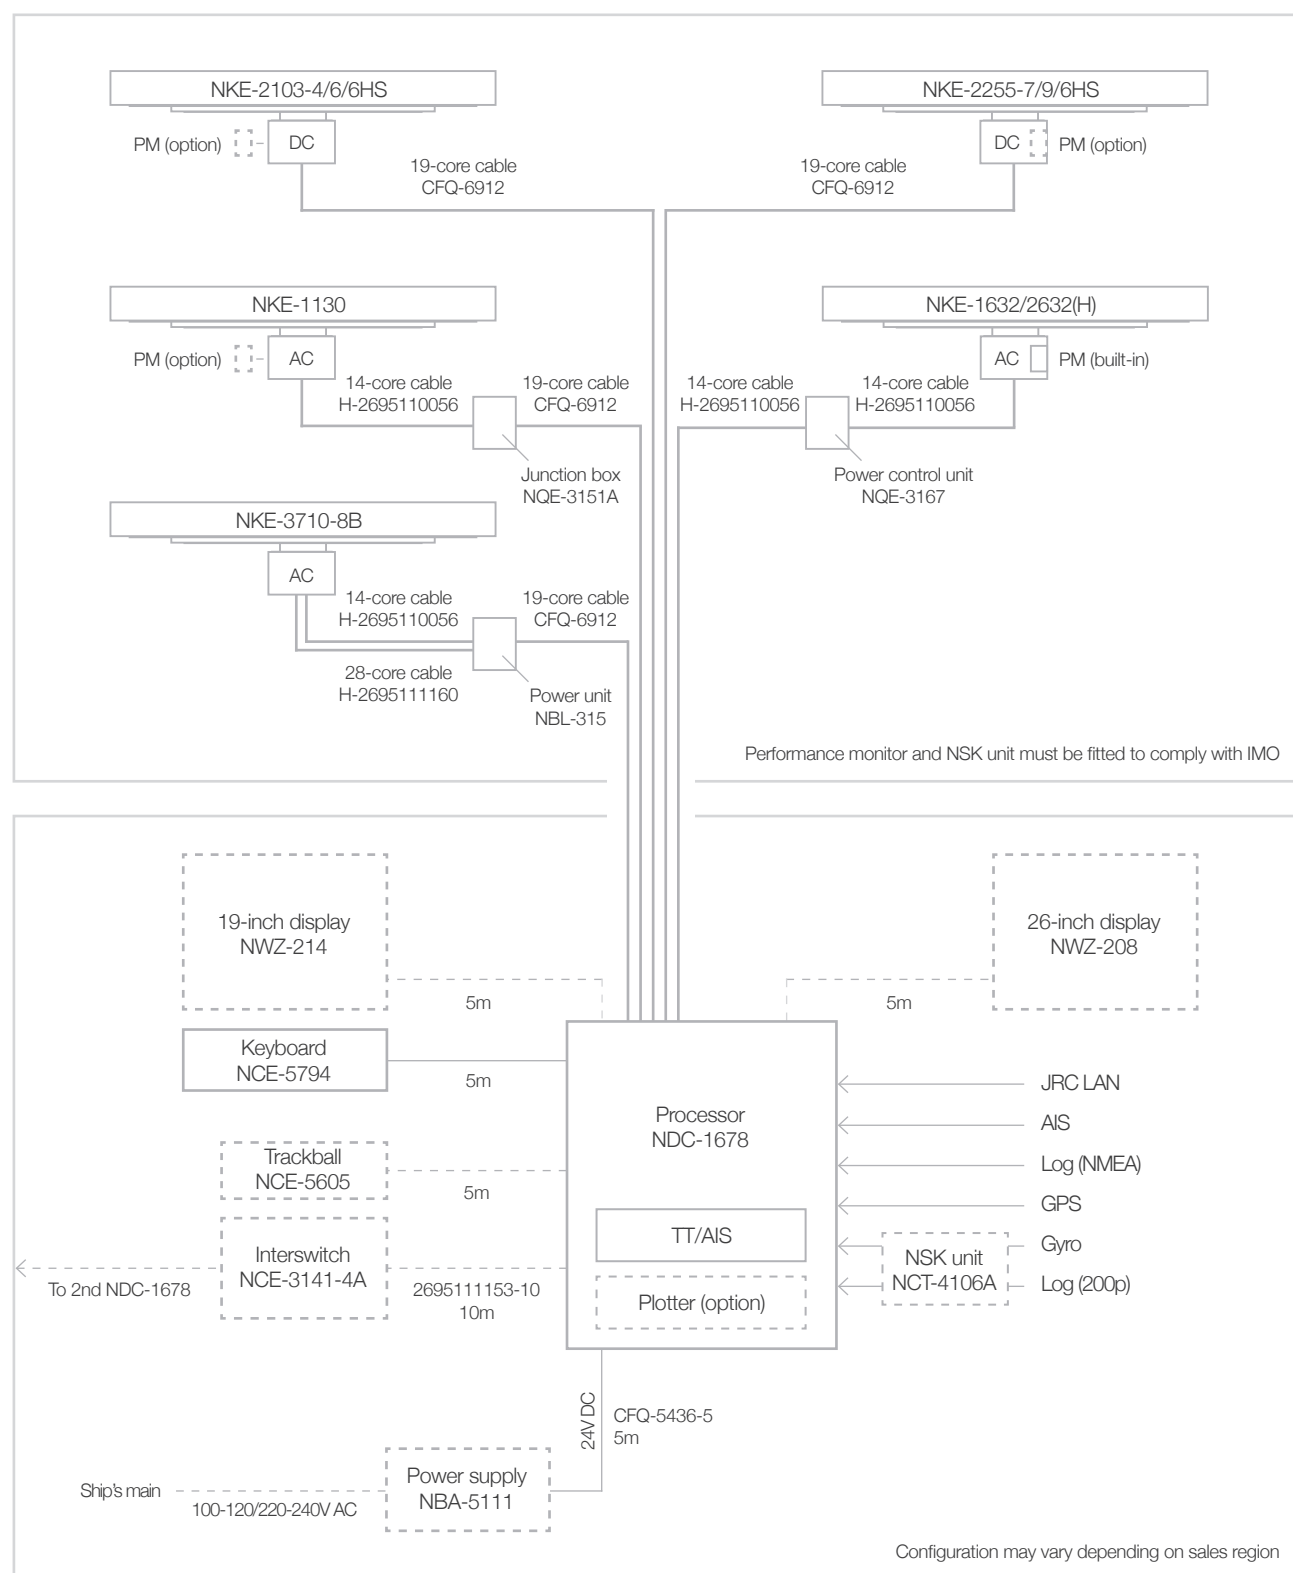 NKE-2103-4/6/6HS
PM (option)
DC
19-core cable
CFQ-6912
NKE-2255-7/9/6HS
DC
PM (option)
19-core cable
CFQ-6912
NKE-1130
PM (option)
AC
14-core cable
H-2695110056
19-core cable
CFQ-6912
Junction box
NQE-3151A
NKE-1632/2632(H)
AC
PM (built-in)
14-core cable
H-2695110056
14-core cable
H-2695110056
Power control unit
NQE-3167
NKE-3710-8B
AC
14-core cable
H-2695110056
19-core cable
CFQ-6912
28-core cable
H-2695111160
Power unit
NBL-315
Performance monitor and NSK unit must be fitted to comply with IMO
19-inch display
NWZ-214
5m
26-inch display
NWZ-208
5m
Keyboard
NCE-5794
5m
Processor
NDC-1678
JRC LAN
AIS
Log (NMEA)
GPS
Gyro
Log (200p)
NSK unit
NCT-4106A
Trackball
NCE-5605
5m
TT/AIS
Plotter (option)
Interswitch
NCE-3141-4A
To 2nd NDC-1678
2695111153-10
10m
24V DC
CFQ-5436-5
5m
Ship's main
100-120/220-240V AC
Power supply
NBA-5111
Configuration may vary depending on sales region